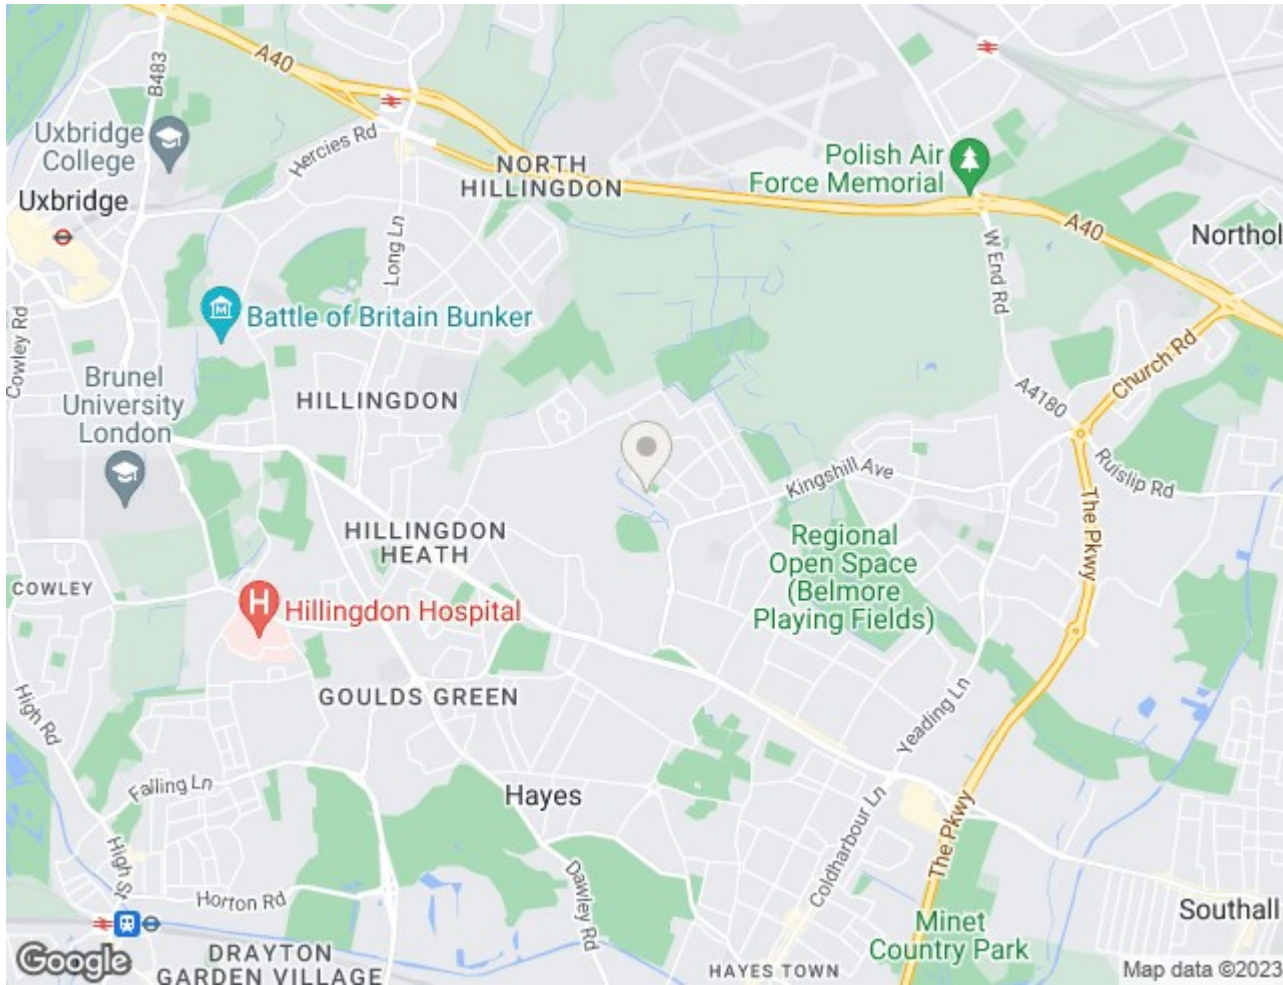 A40
B483
Uxbridge
College
Hercies Rd
NORTH
HILLINGDON
Polish Air
Force Memorial
Uxbridge
A40
Northol
Long Ln
W End Rd
Battle of Britain Bunker
Cowley Rd
Brunel
University
London
HILLINGDON
Church Rd
A4180
Kingshill Ave
Ruislip Rd
The Pkwy
HILLINGDON
HEATH
Regional
Open Space
(Belmore
Playing Fields)
COWLEY
H
Hillingdon Hospital
GOULDS GREEN
High Rd
Yeading Ln
Falling Ln
Hayes
Coldharbour Ln
The Pkwy
High St
Horton Rd
Dawley Rd
Minet
Country Park
Southall
DRAYTON
GARDEN VILLAGE
HAYES TOWN
Google
Map data ©2023